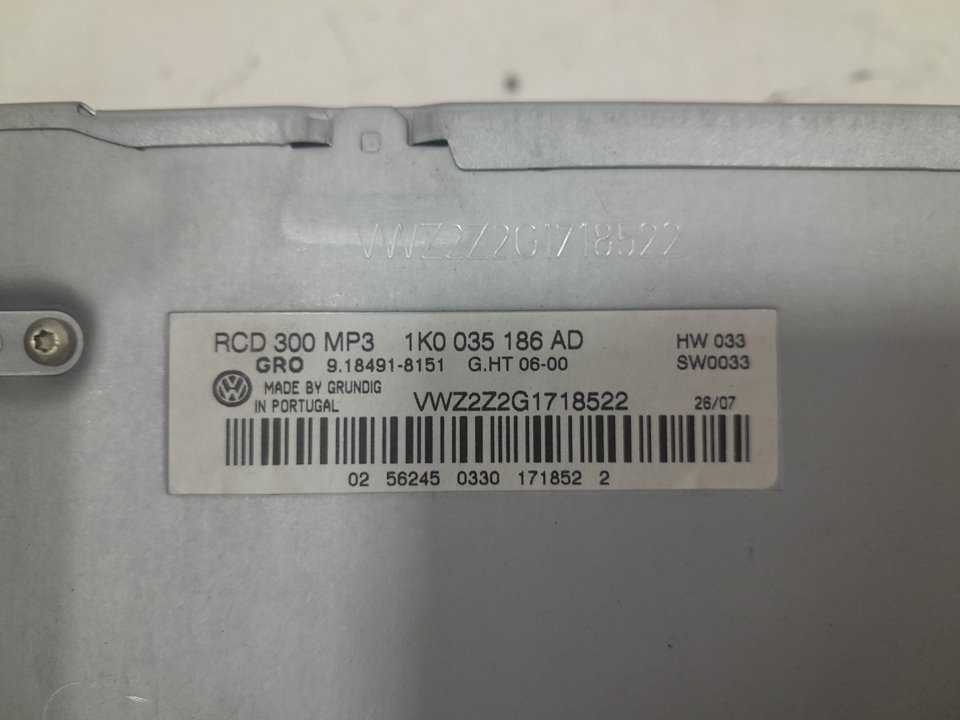 VWZ2Z2G1718522
RCD 300 MP3 1K0 035 186 AD HW 033
GRO 9.18491-8151 G.HT 06-00 SW0033
MADE BY GRUNDIG
IN PORTUGAL VWZ2Z2G1718522 26/07
02 56245 0330 171852 2